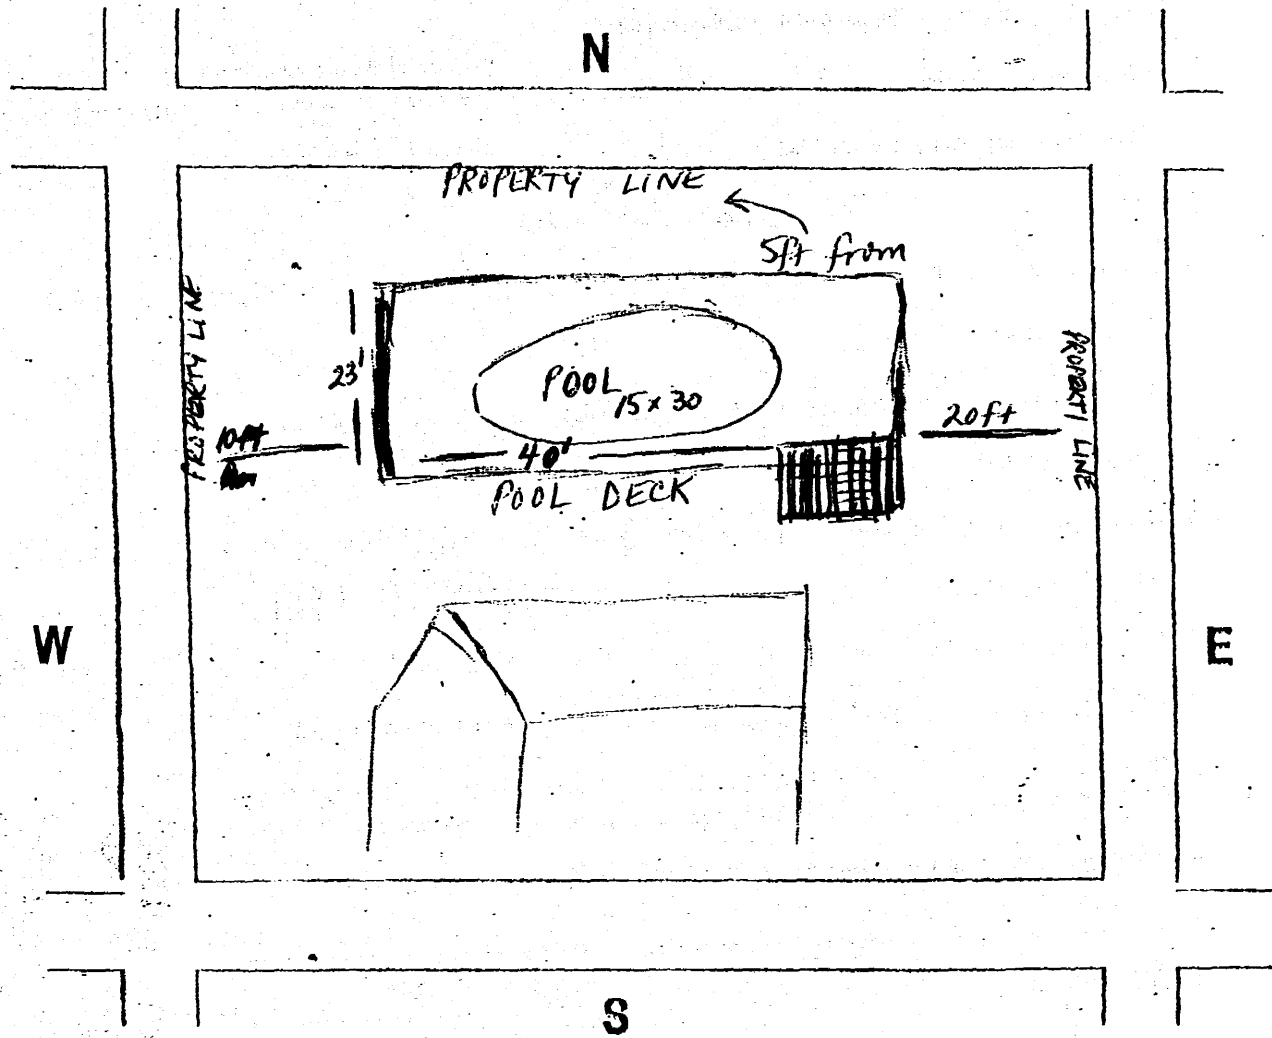 N
PROPERTY LINE
5ft from
PROPERTY LINE
23'
POOL
15 x 30
PROPERTY LINE
20ft
10ft
40'
POOL DECK
W
E
S